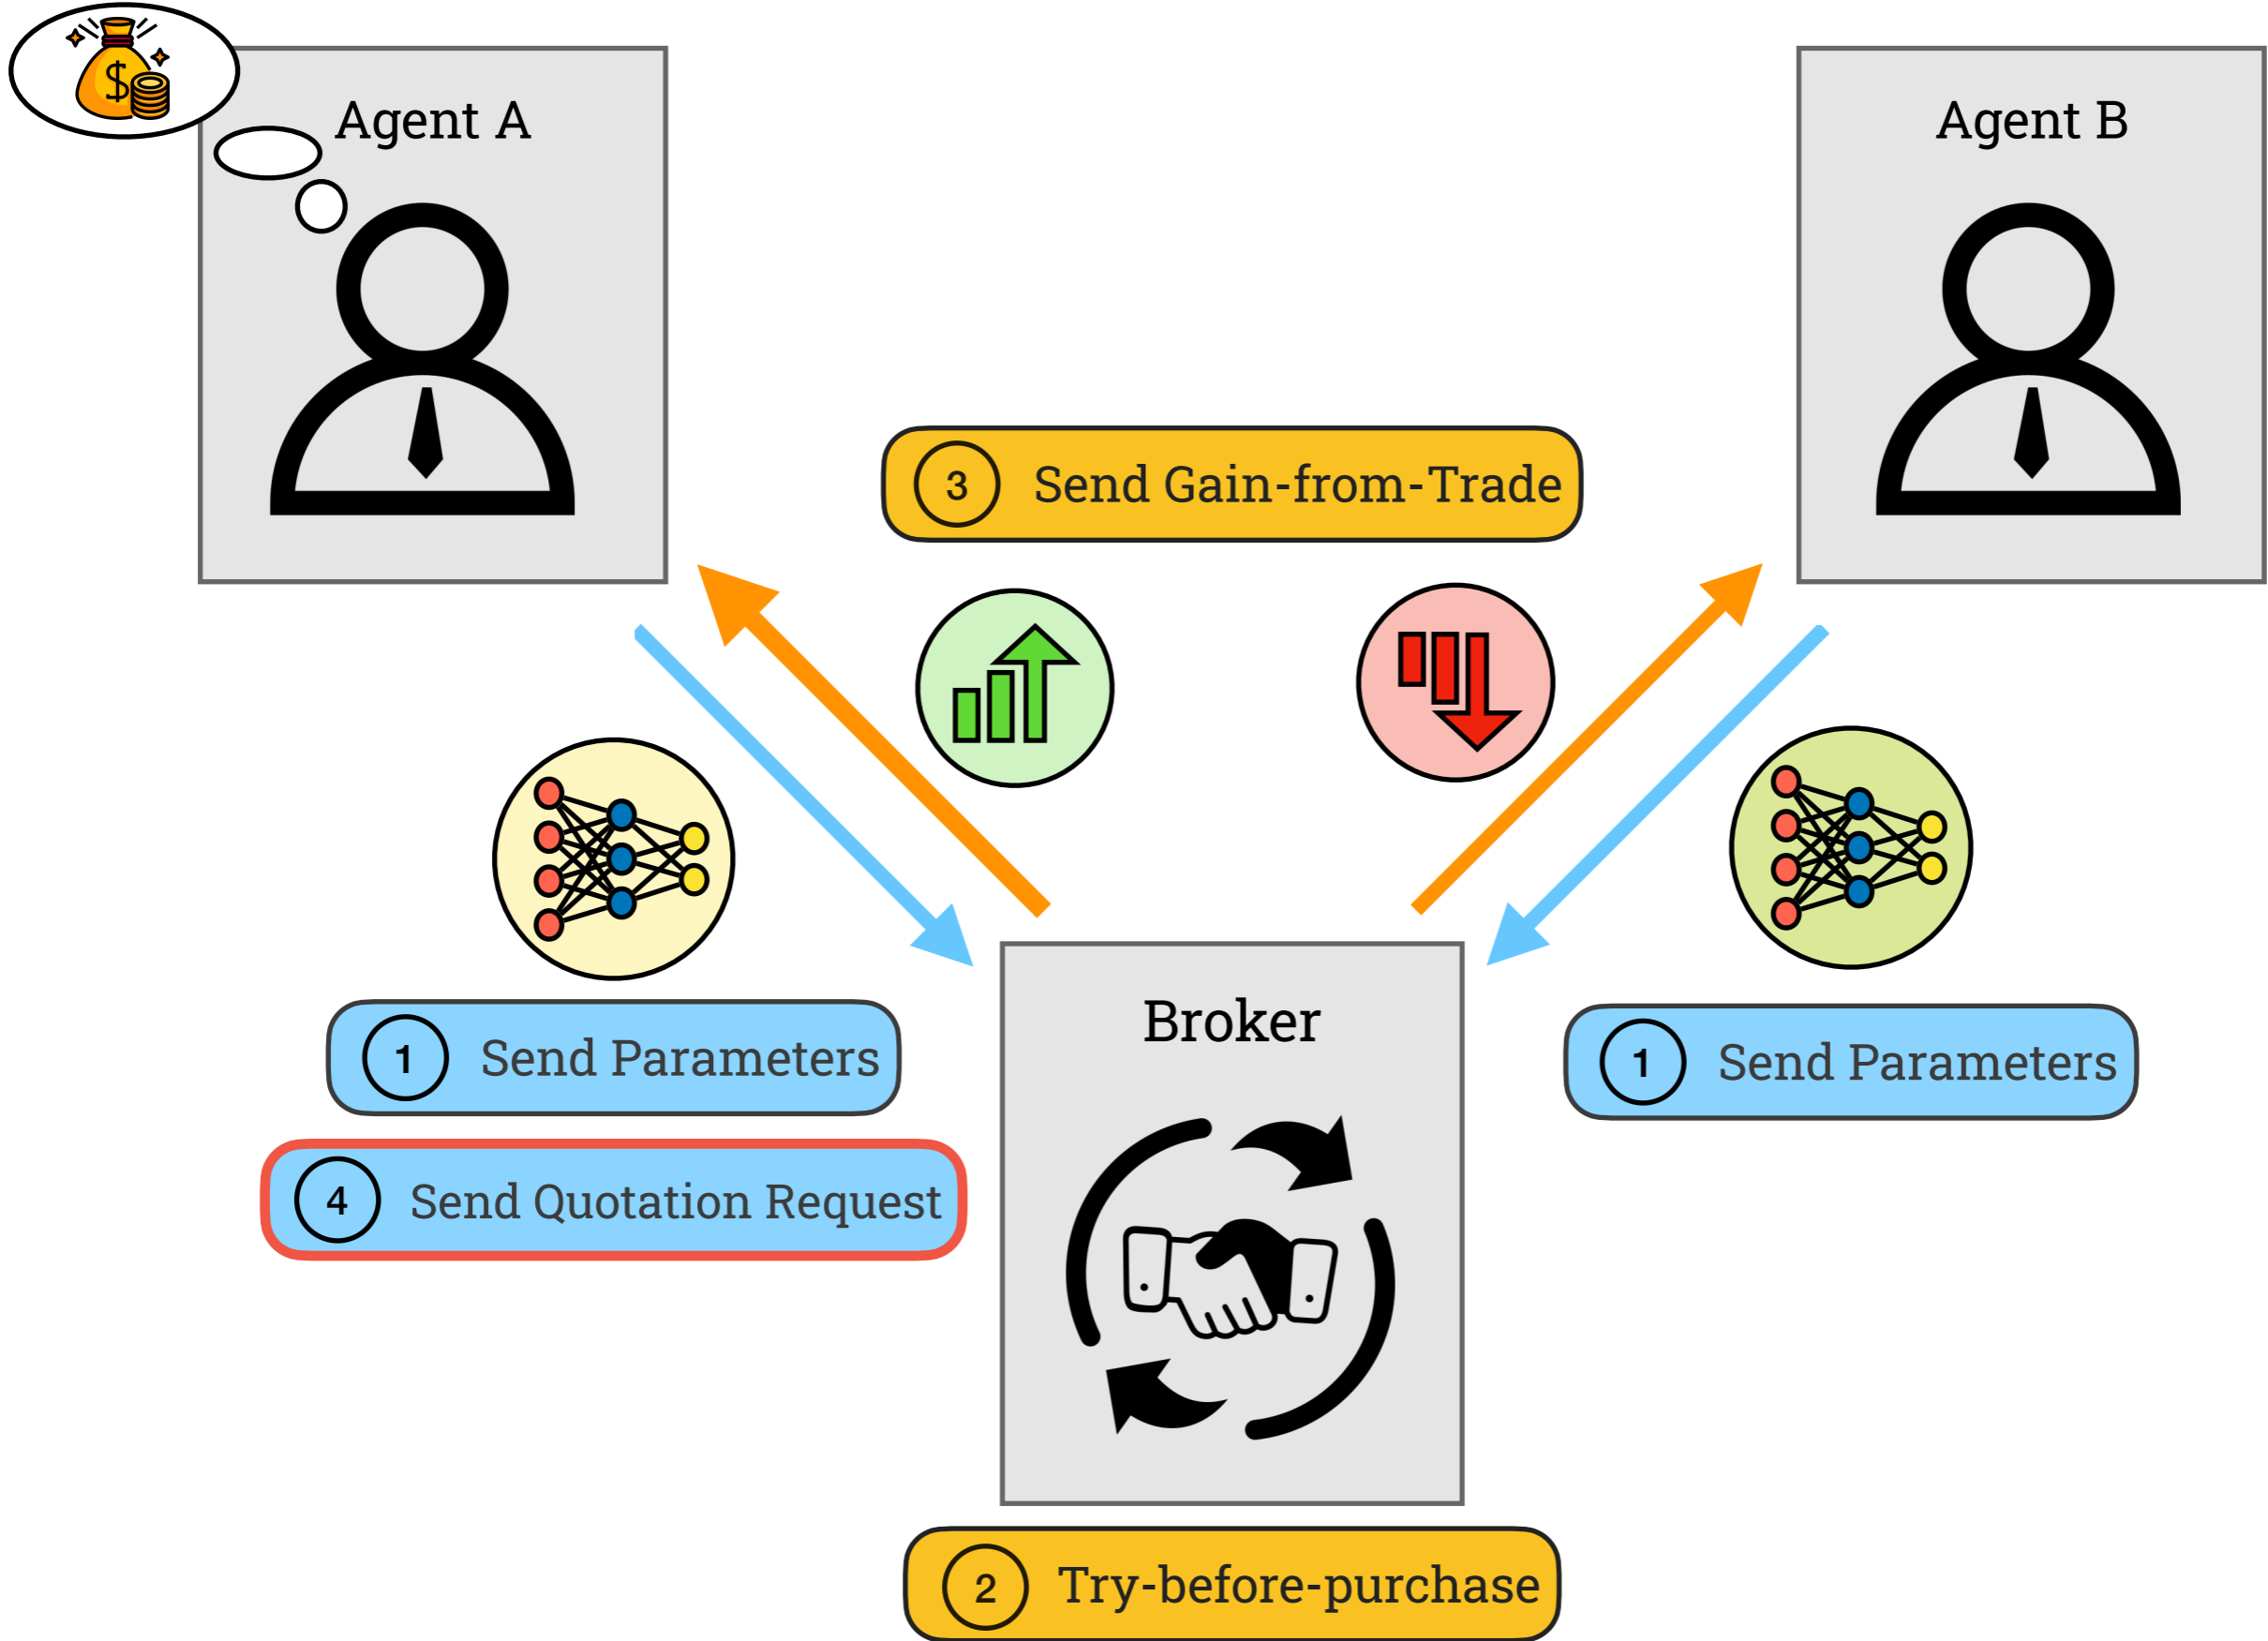 $
Agent A
Agent B
3 Send Gain-from-Trade
1 Send Parameters
Broker
1 Send Parameters
4 Send Quotation Request
2 Try-before-purchase